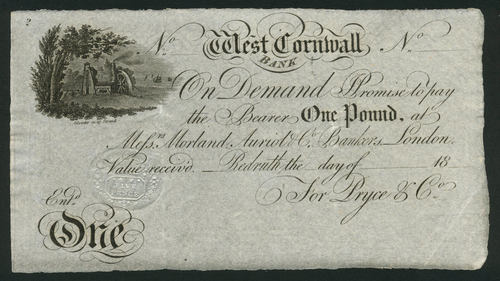 No West Cornwall No
BANK
On Demand I Promise to pay
the Bearer One Pound, at
Messrs. Morland, Auriol & Co. Bankers London.
Value receiv'd. Redruth the day of 18
For Pryce & Co.
Entd.
One